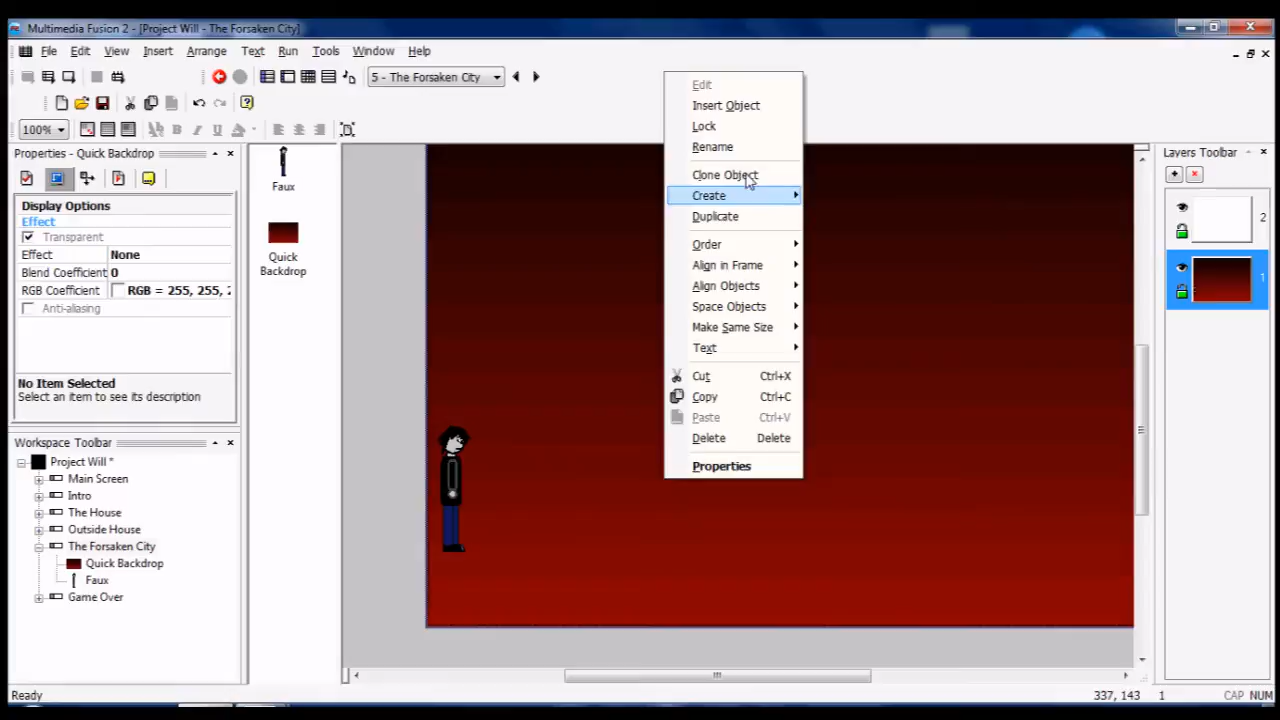 Multimedia Fusion 2 - [Project Will - The Forsaken City]
File Edit View Insert Arrange Text Run Tools Window Help
5 - The Forsaken City
100%
B I U
Properties - Quick Backdrop
Display Options
Effect
Transparent
Effect None
Blend Coefficient 0
RGB Coefficient RGB = 255, 255, 2
Anti-aliasing
No Item Selected
Select an item to see its description
Workspace Toolbar
Project Will *
Main Screen
Intro
The House
Outside House
The Forsaken City
Quick Backdrop
Faux
Game Over
Faux
Quick
Backdrop
Edit
Insert Object
Lock
Rename
Clone Object
Create
Duplicate
Order
Align in Frame
Align Objects
Space Objects
Make Same Size
Text
Cut Ctrl+X
Copy Ctrl+C
Paste Ctrl+V
Delete Delete
Properties
Layers Toolbar
2
1
Ready
337, 143 1 CAP NUM